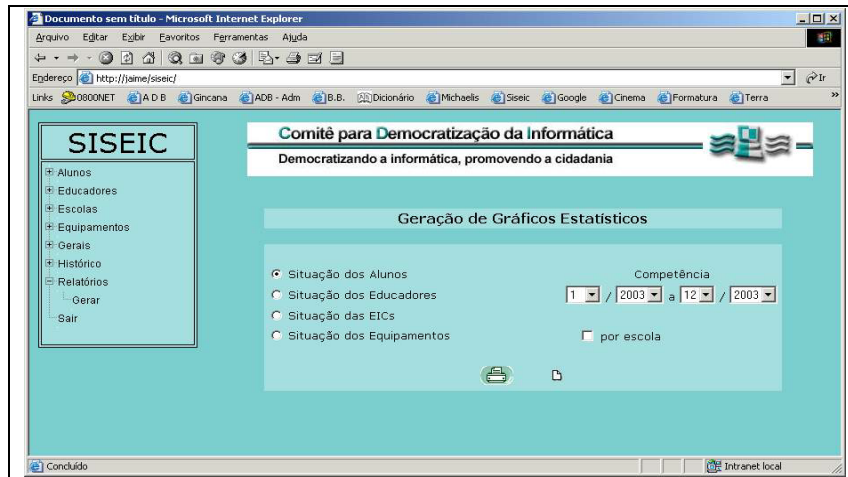 Documento sem título - Microsoft Internet Explorer
Arquivo Editar Exibir Favoritos Ferramentas Ajuda
Endereço http://jaime/siseic/ Ir
Links 0800NET A D B Gincana ADB - Adm B.B. Dicionário Michaelis Siseic Google Cinema Formatura Terra »
SISEIC
Alunos
Educadores
Escolas
Equipamentos
Gerais
Histórico
Relatórios
Gerar
Sair
Comitê para Democratização da Informática
Democratizando a informática, promovendo a cidadania
Geração de Gráficos Estatísticos
Situação dos Alunos
Situação dos Educadores
Situação das EICs
Situação dos Equipamentos
Competência
1 / 2003 a 12 / 2003
por escola
Concluído
Intranet local